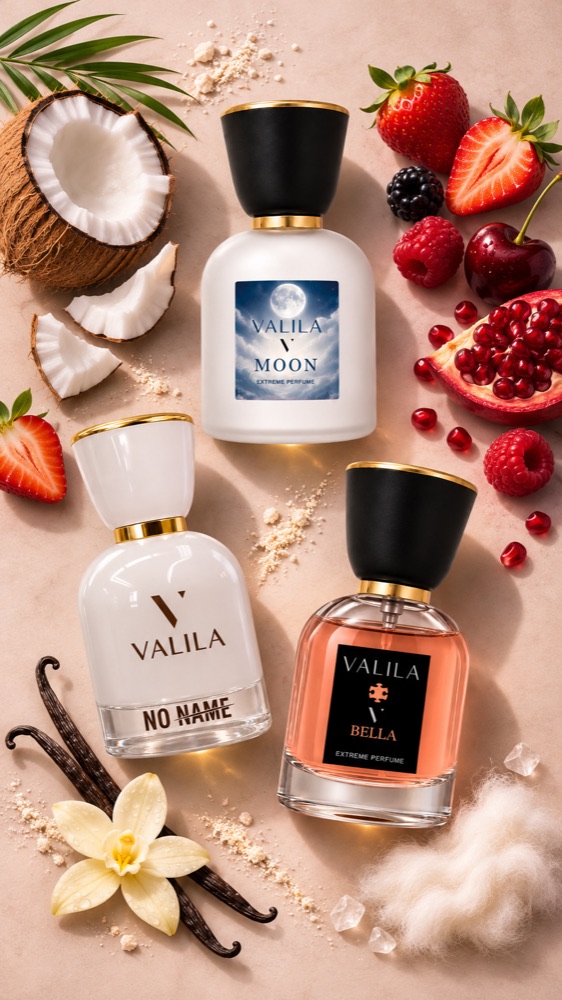 VALILA
V
MOON
EXTREME PERFUME
V
VALILA
NO NAME
VALILA
V
BELLA
EXTREME PERFUME